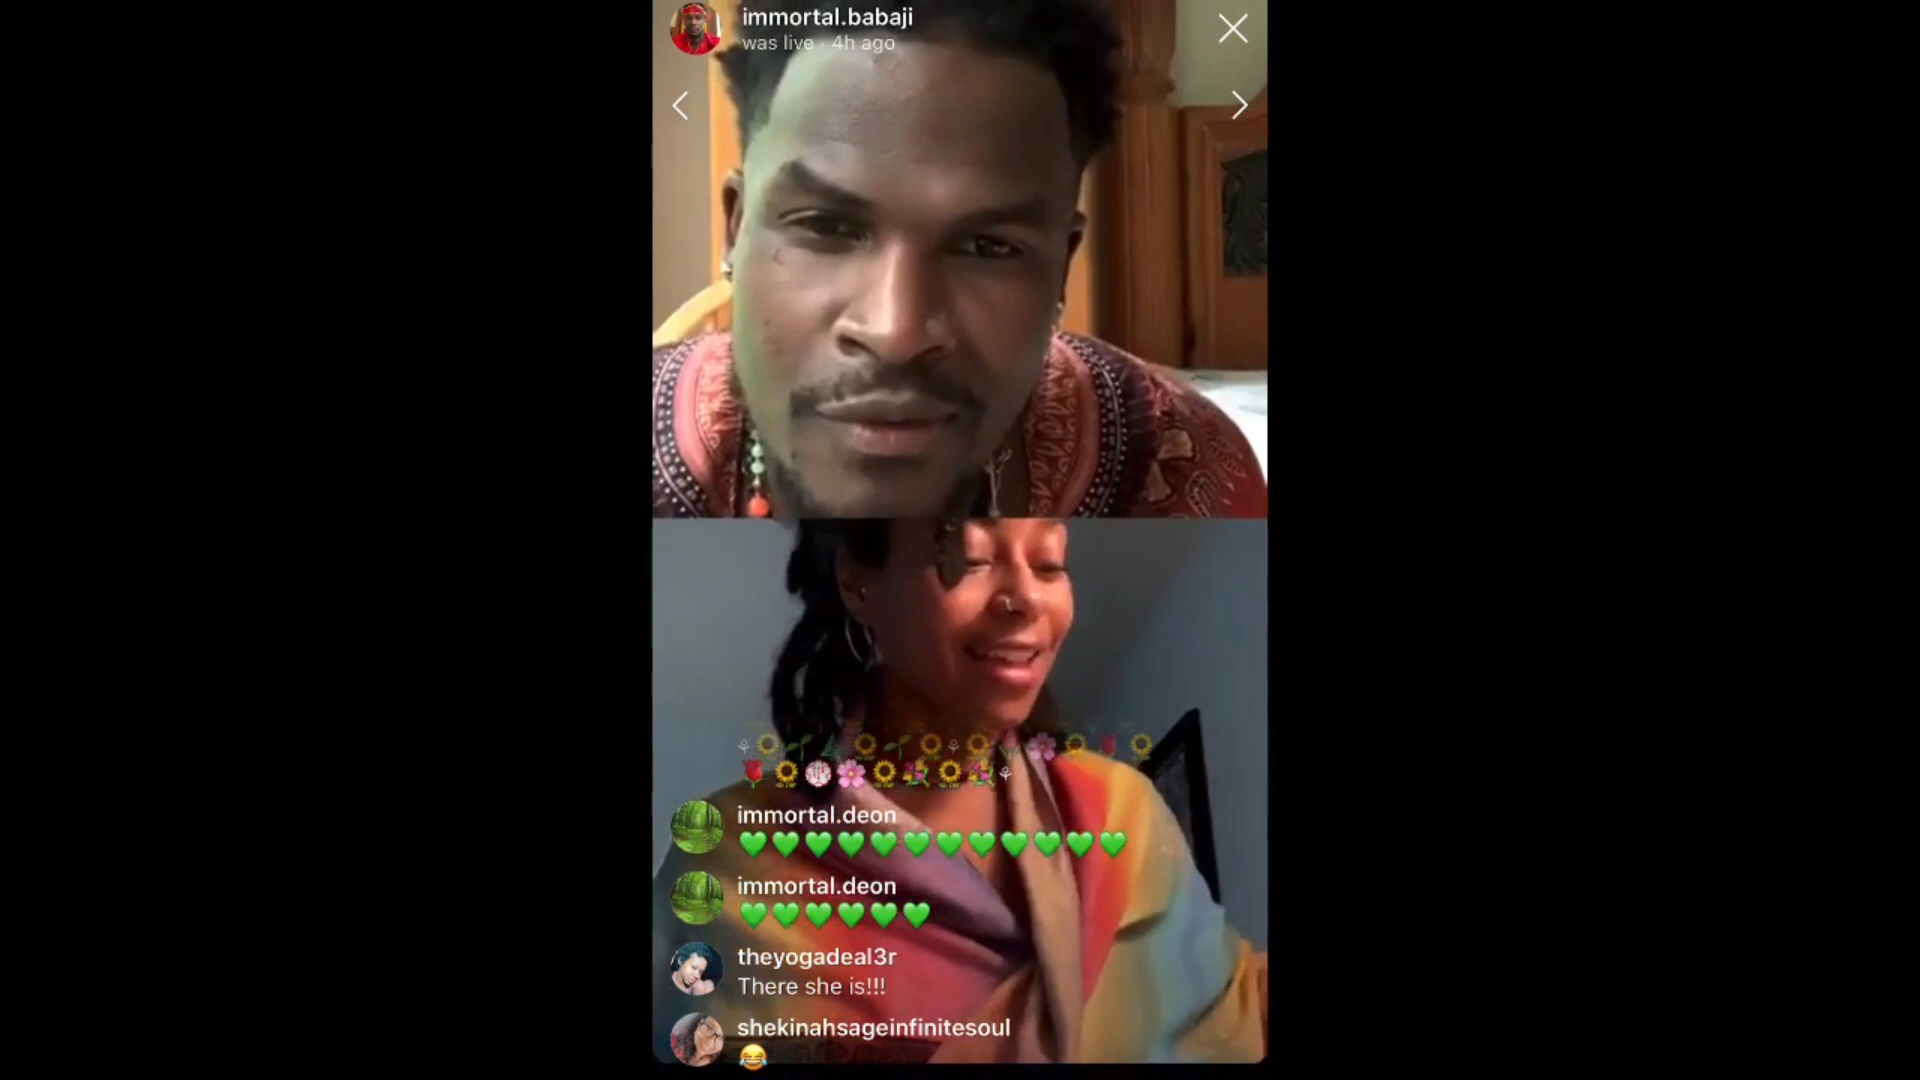 immortal.babaji
was live · 4h ago
immortal.deon
💚💚💚💚💚💚💚💚💚💚💚💚
immortal.deon
💚💚💚💚💚💚
theyogadeal3r
There she is!!!
shekinahsageinfinitesoul
😂